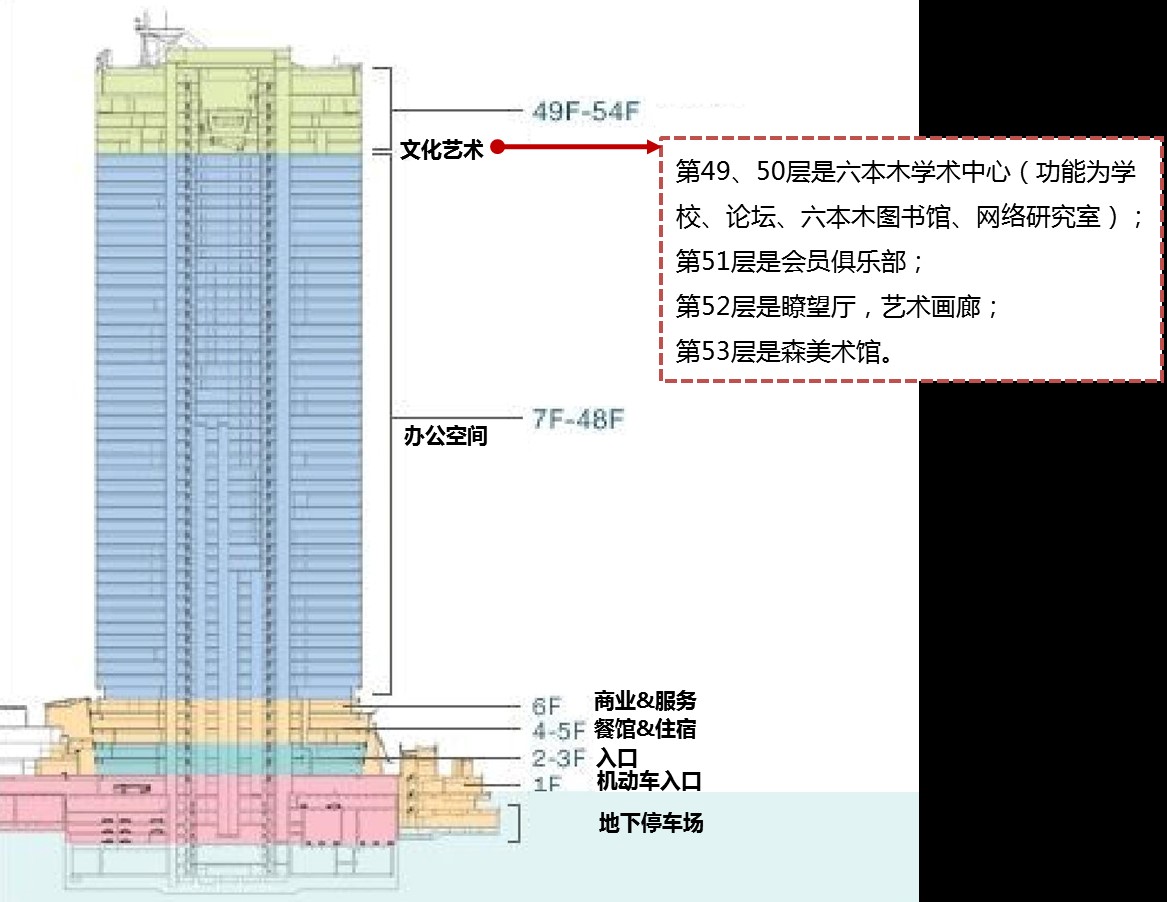 49F-54F
文化艺术
第49、50层是六本木学术中心（功能为学
校、论坛、六本木图书馆、网络研究室）；
第51层是会员俱乐部；
第52层是瞭望厅，艺术画廊；
第53层是森美术馆。
7F-48F
办公空间
6F 商业&服务
4-5F 餐馆&住宿
2-3F 入口
1F 机动车入口
地下停车场